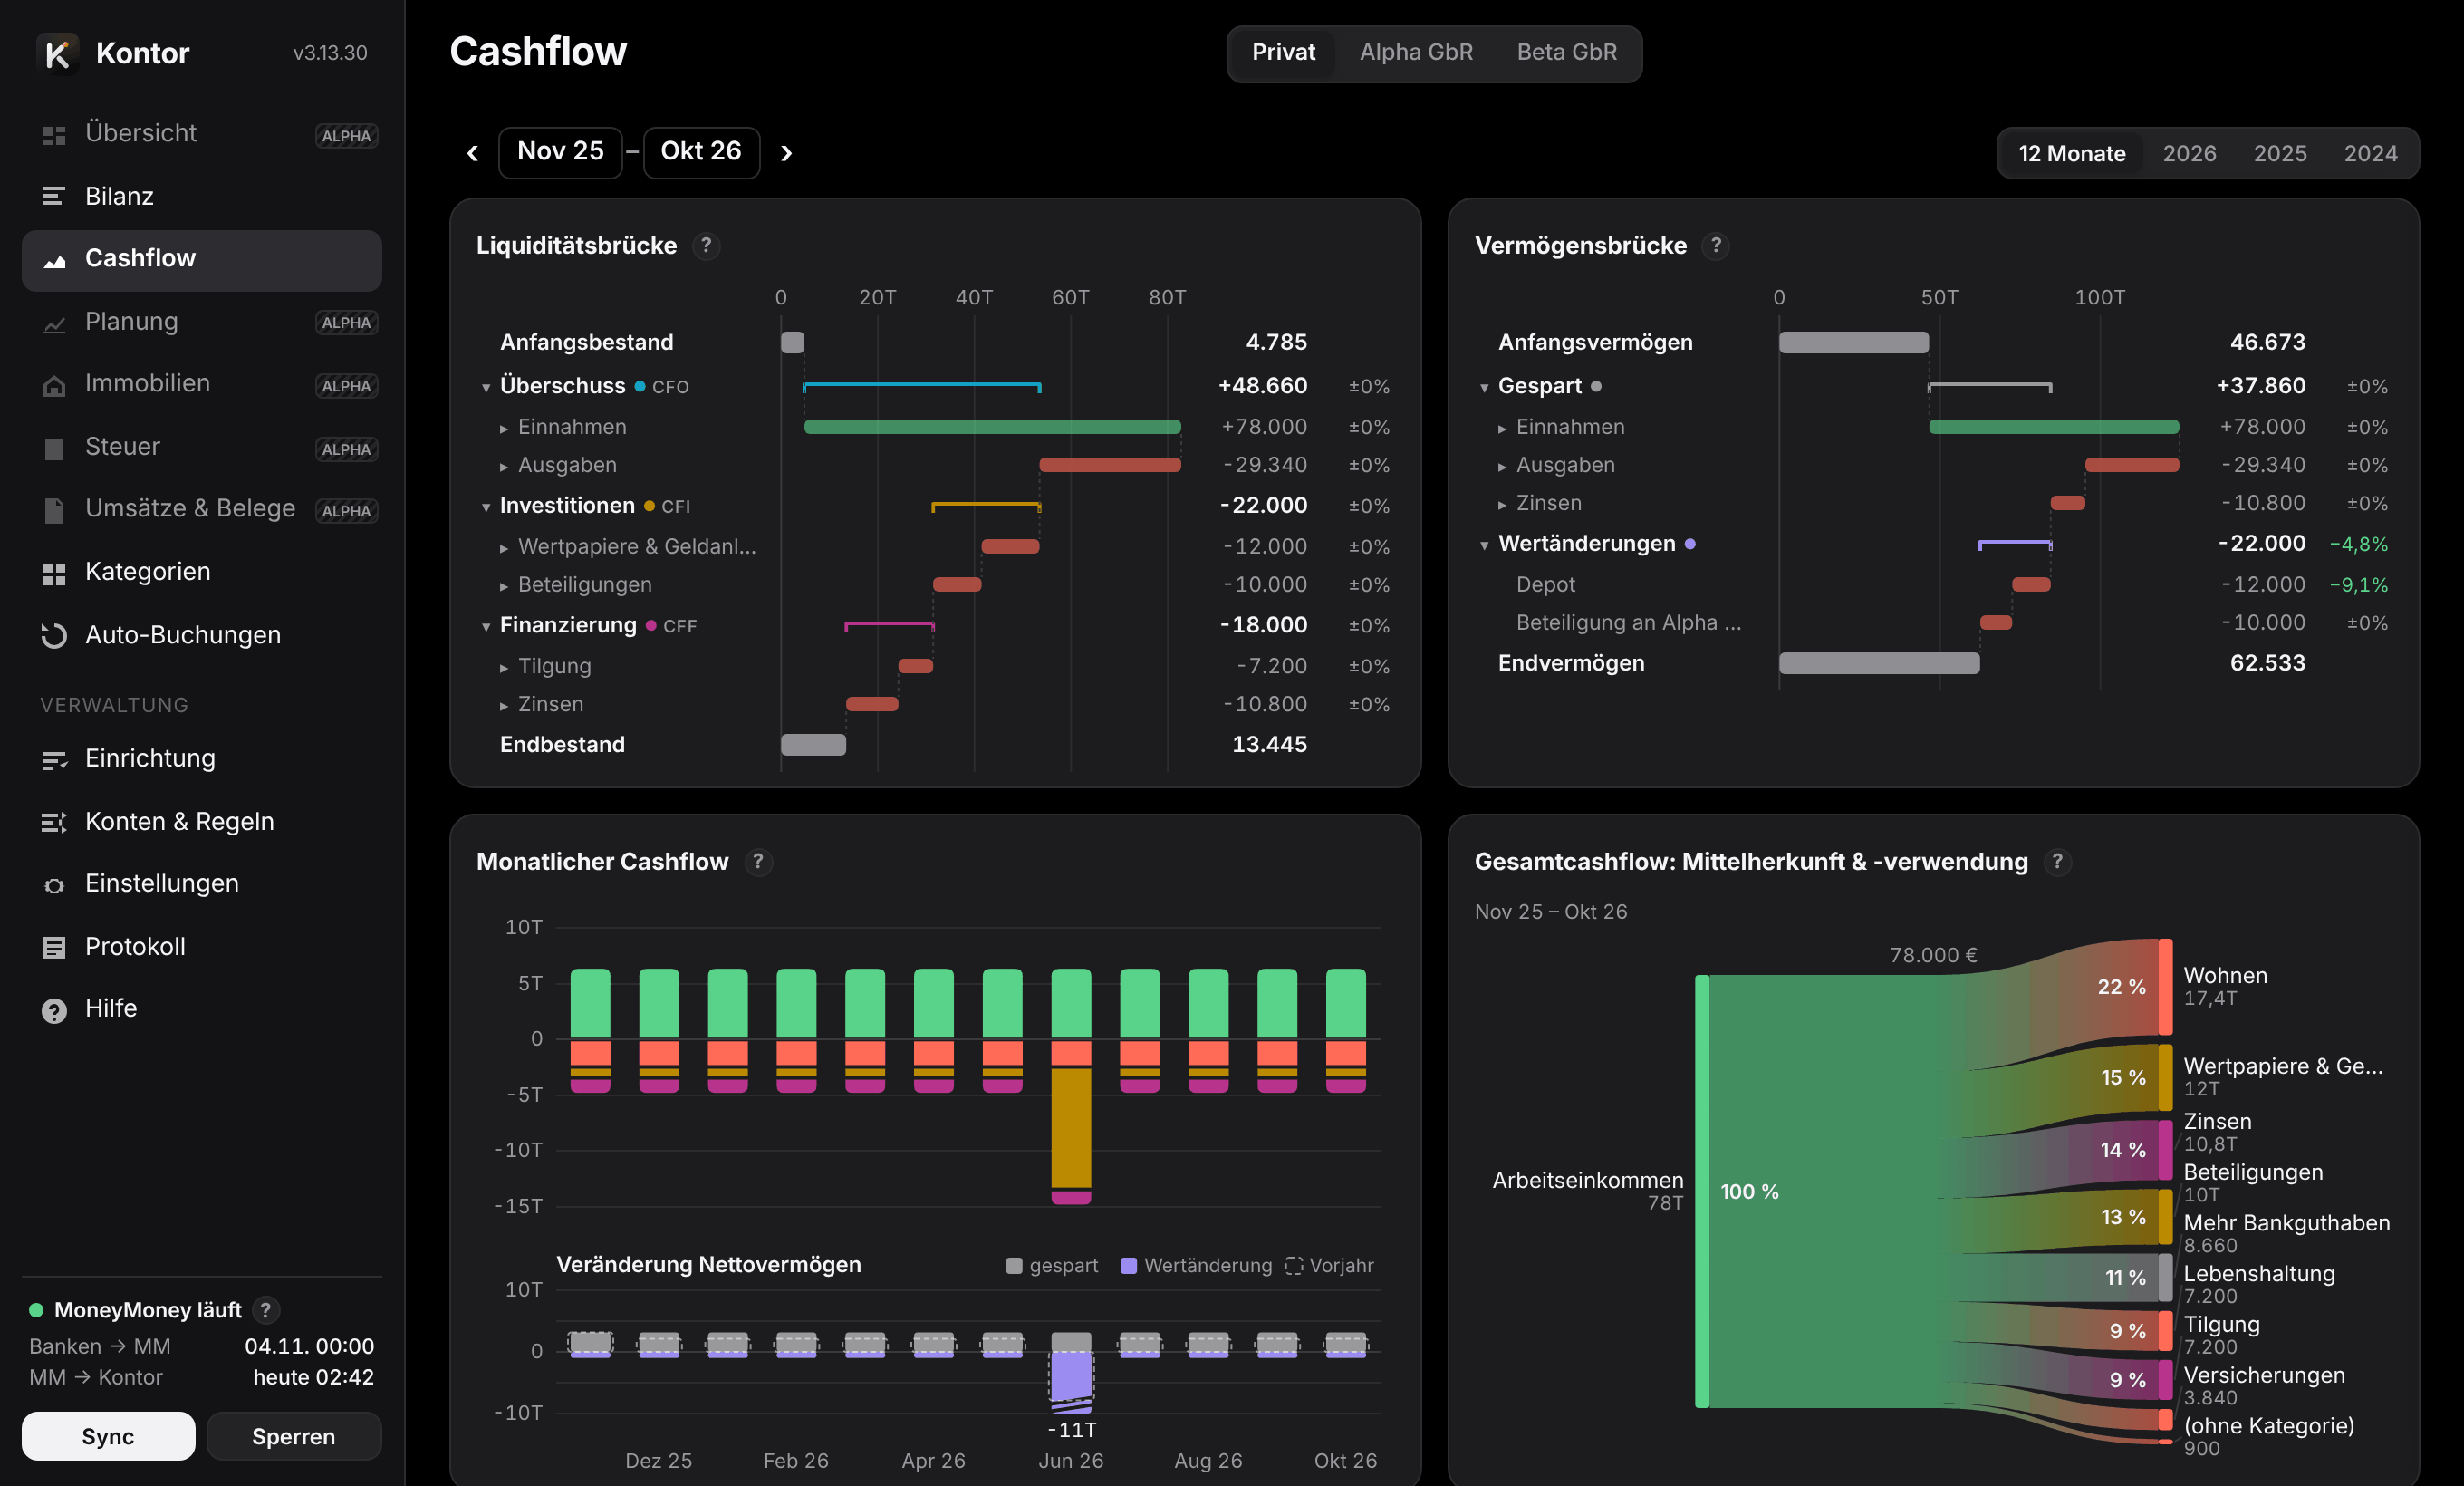 Kontor v3.13.30
Übersicht ALPHA
Bilanz
Cashflow
Planung ALPHA
Immobilien ALPHA
Steuer ALPHA
Umsätze & Belege ALPHA
Kategorien
Auto-Buchungen
VERWALTUNG
Einrichtung
Konten & Regeln
Einstellungen
Protokoll
Hilfe
MoneyMoney läuft ?
Banken → MM 04.11. 00:00
MM → Kontor heute 02:42
Sync Sperren
Cashflow
Privat Alpha GbR Beta GbR
‹ Nov 25 – Okt 26 ›
12 Monate 2026 2025 2024
Liquiditätsbrücke ?
0 20T 40T 60T 80T
Anfangsbestand 4.785
Überschuss CFO +48.660 ±0%
Einnahmen +78.000 ±0%
Ausgaben -29.340 ±0%
Investitionen CFI -22.000 ±0%
Wertpapiere & Geldanl... -12.000 ±0%
Beteiligungen -10.000 ±0%
Finanzierung CFF -18.000 ±0%
Tilgung -7.200 ±0%
Zinsen -10.800 ±0%
Endbestand 13.445
Vermögensbrücke ?
0 50T 100T
Anfangsvermögen 46.673
Gespart +37.860 ±0%
Einnahmen +78.000 ±0%
Ausgaben -29.340 ±0%
Zinsen -10.800 ±0%
Wertänderungen -22.000 −4,8%
Depot -12.000 −9,1%
Beteiligung an Alpha ... -10.000 ±0%
Endvermögen 62.533
Monatlicher Cashflow ?
10T
5T
0
-5T
-10T
-15T
Veränderung Nettovermögen gespart Wertänderung Vorjahr
10T
0
-10T
-11T
Dez 25 Feb 26 Apr 26 Jun 26 Aug 26 Okt 26
Gesamtcashflow: Mittelherkunft & -verwendung ?
Nov 25 – Okt 26
78.000 €
Arbeitseinkommen
78T
100 %
22 % Wohnen
17,4T
15 % Wertpapiere & Ge...
12T
14 % Zinsen
10,8T
13 % Beteiligungen
10T
11 % Mehr Bankguthaben
8.660
9 % Lebenshaltung
7.200
9 % Tilgung
7.200
Versicherungen
3.840
(ohne Kategorie)
900